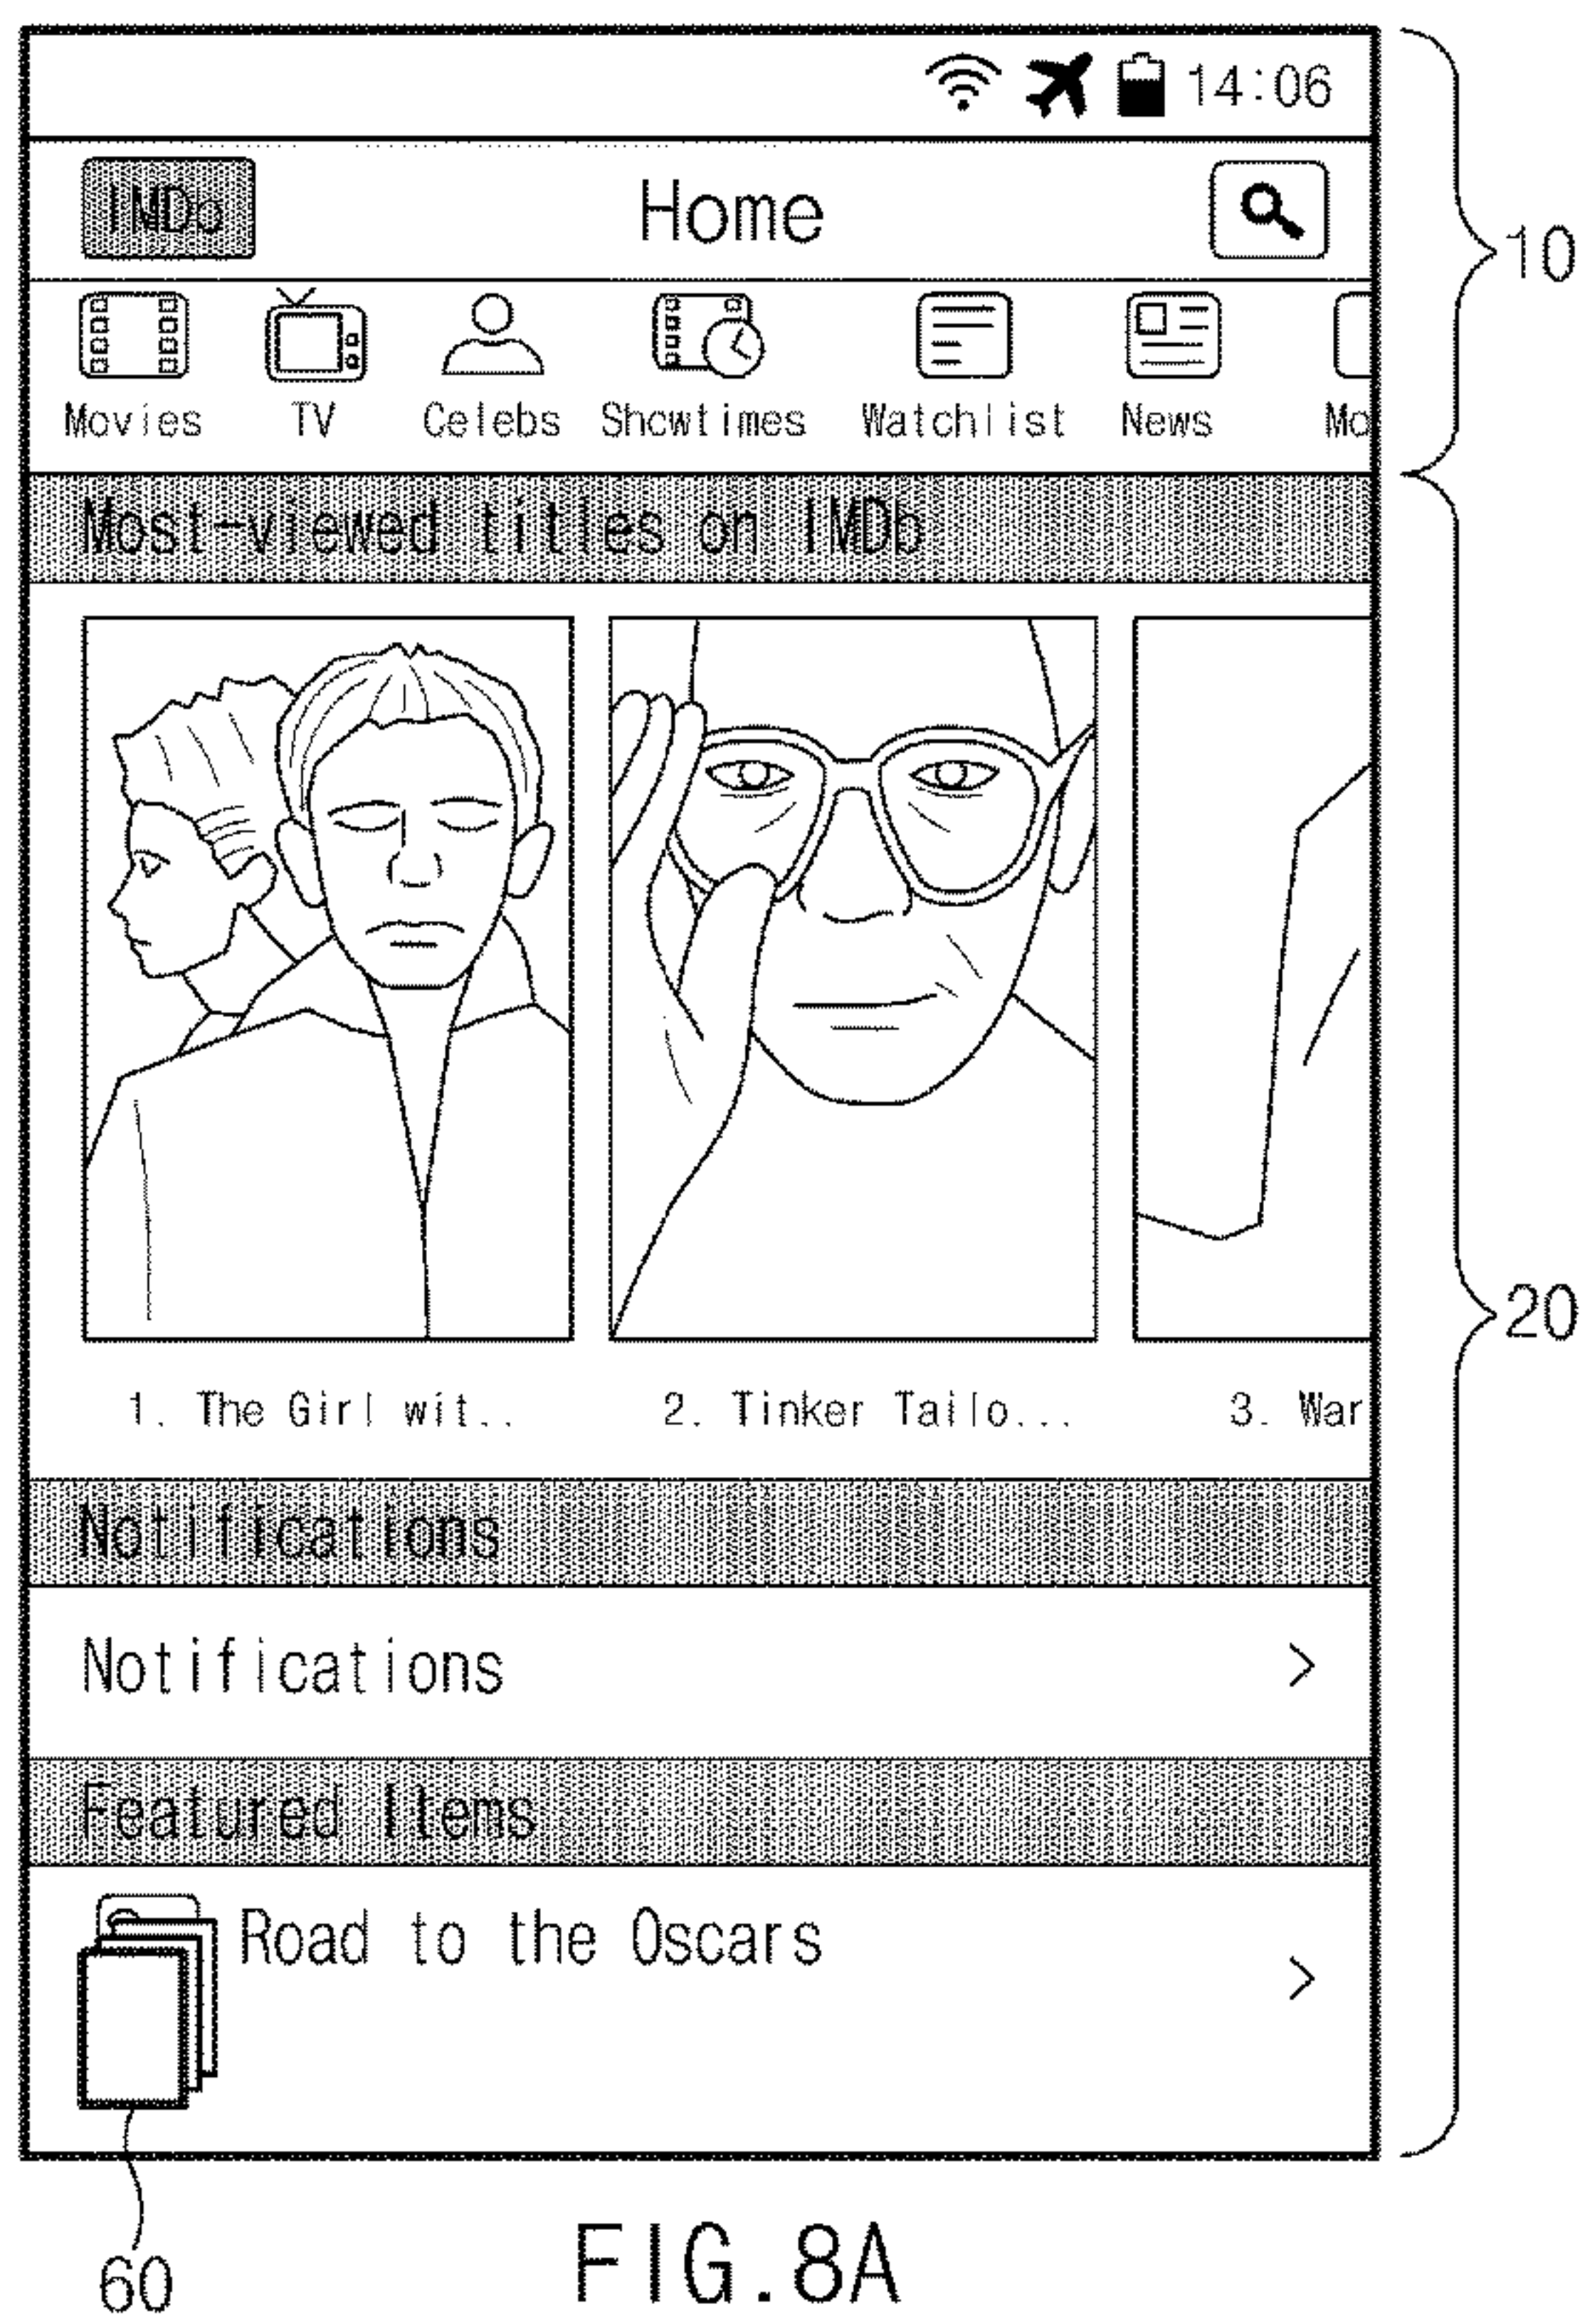 14:06
IMDb Home
10
Movies TV Celebs Showtimes Watchlist News Mo
Most-viewed titles on IMDb
20
1. The Girl wit.. 2. Tinker Tailo... 3. War
Notifications
Notifications >
Featured Items
Road to the Oscars >
60
FIG.8A